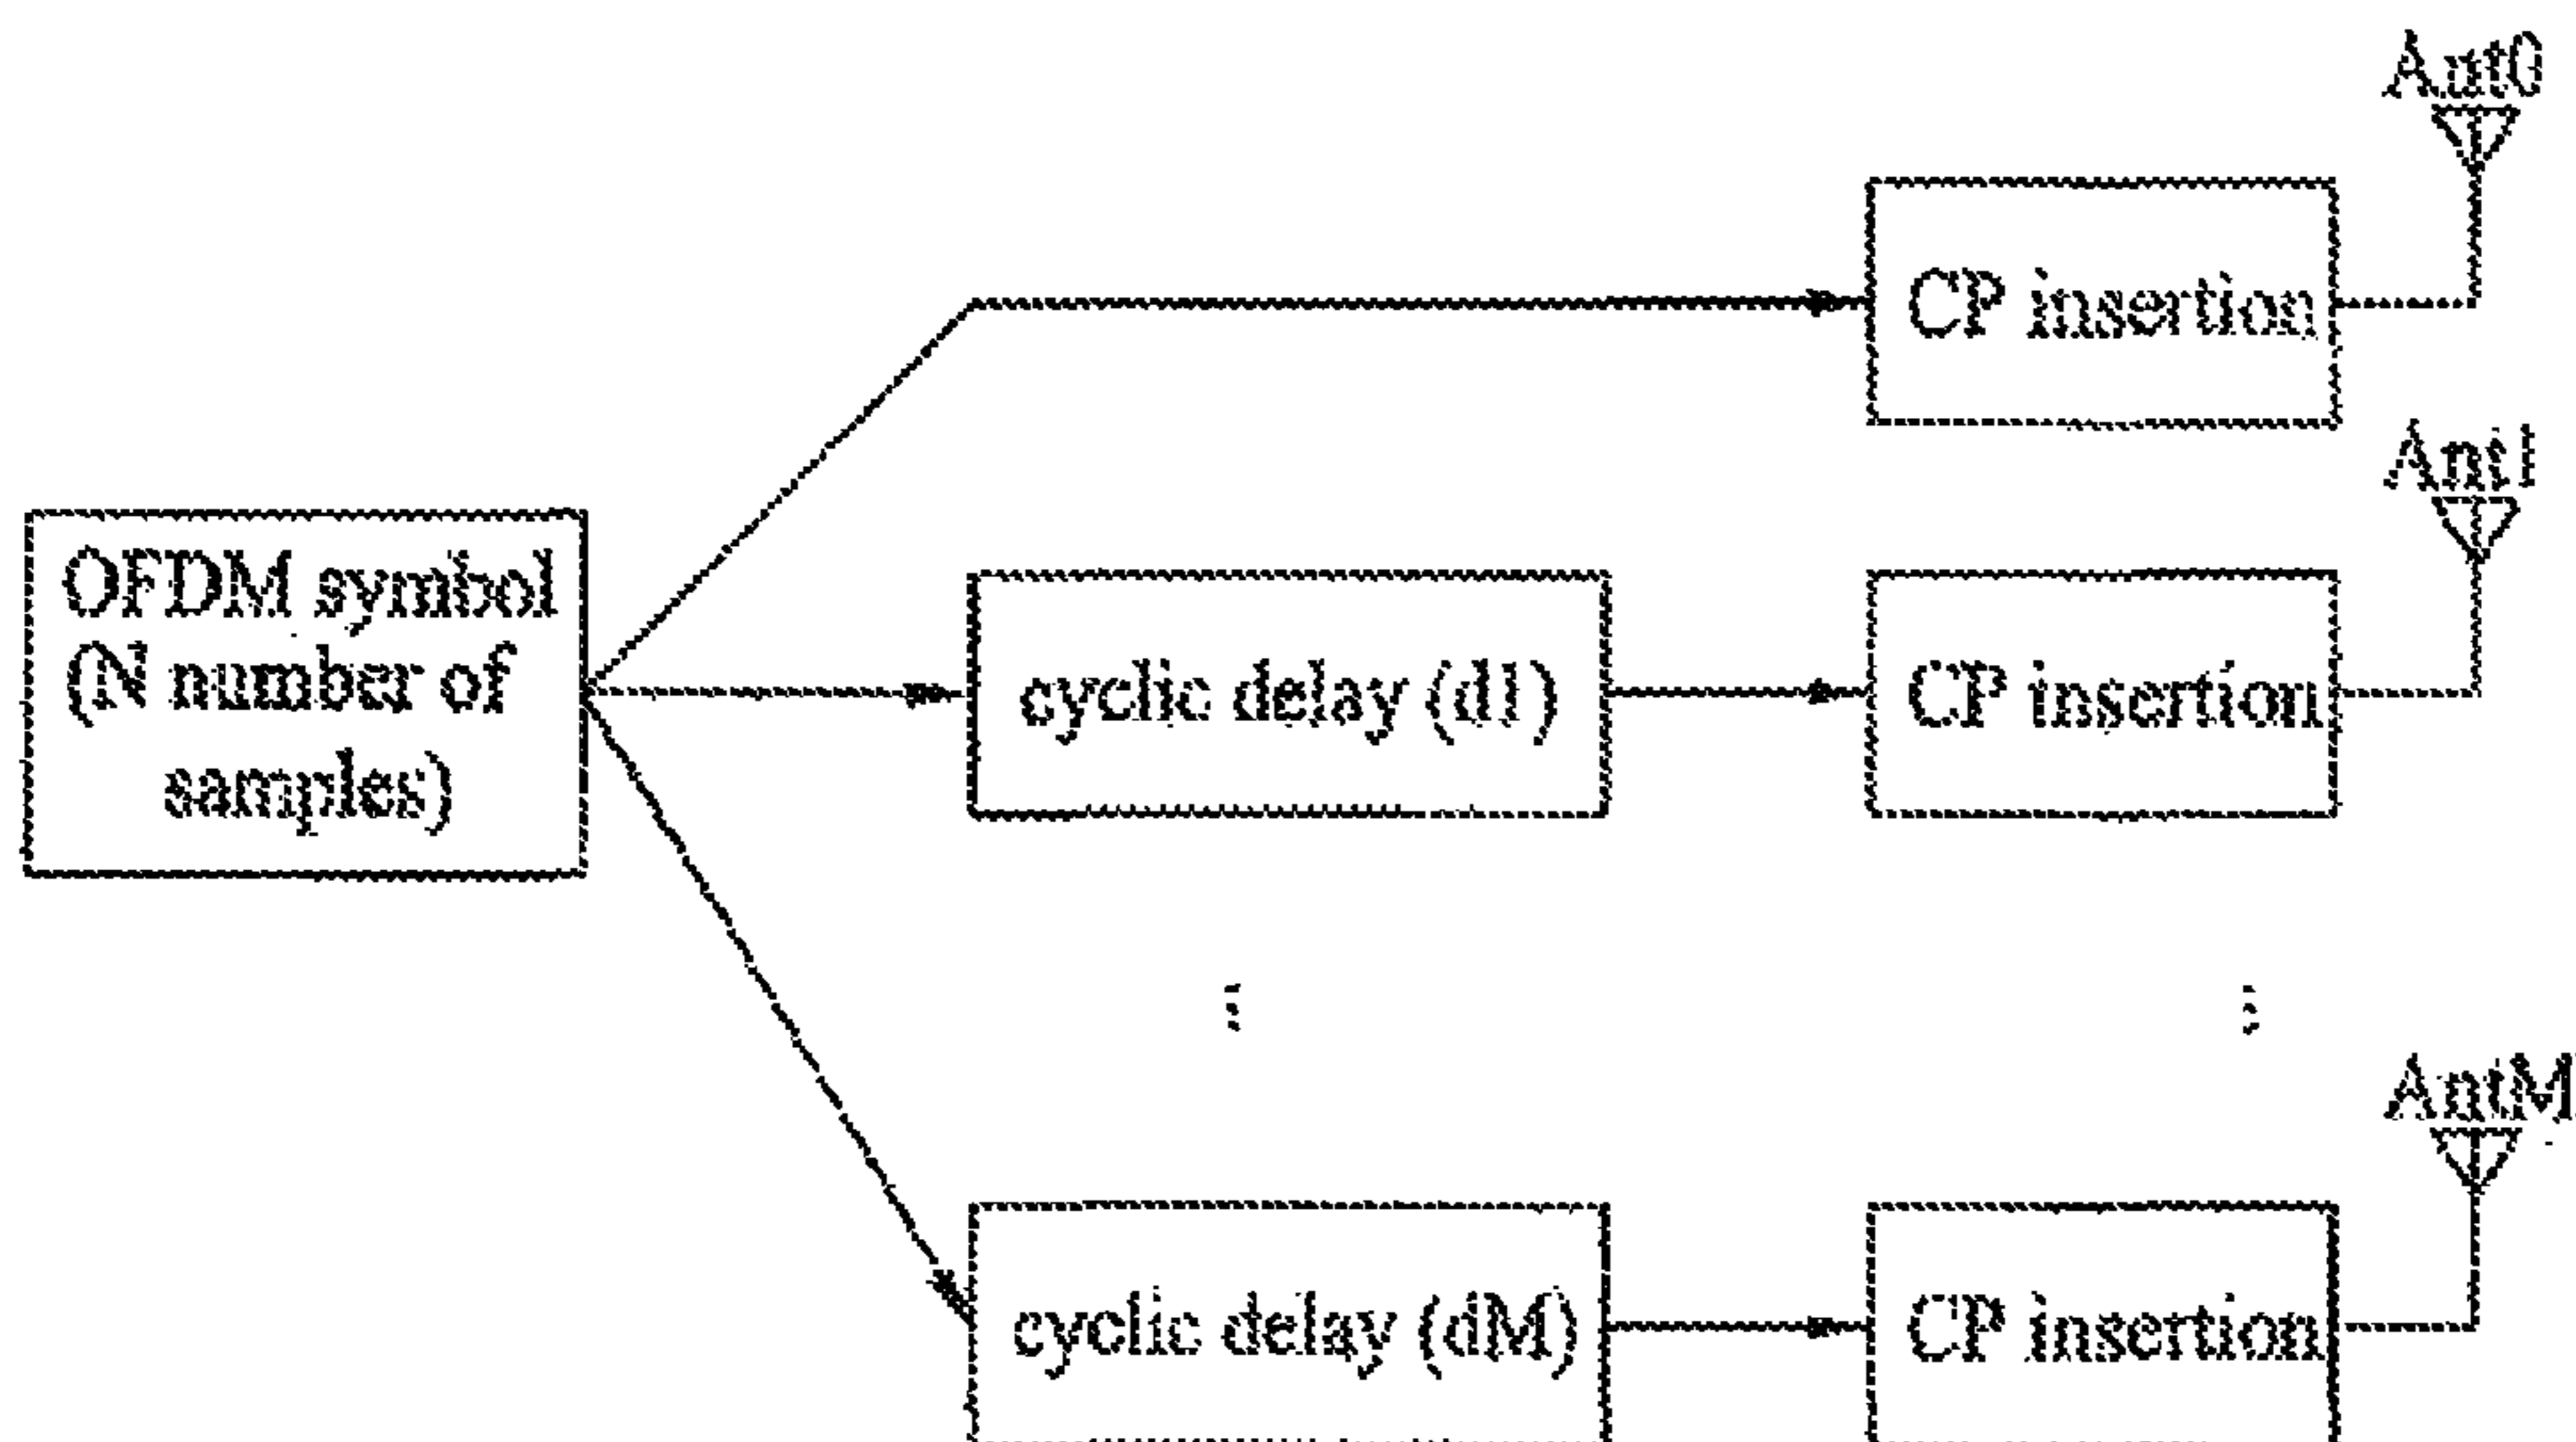 Ant0
CP insertion
Ant1
OFDM symbol
(N number of
samples)
cyclic delay (d1)
CP insertion
AntM
cyclic delay (dM)
CP insertion